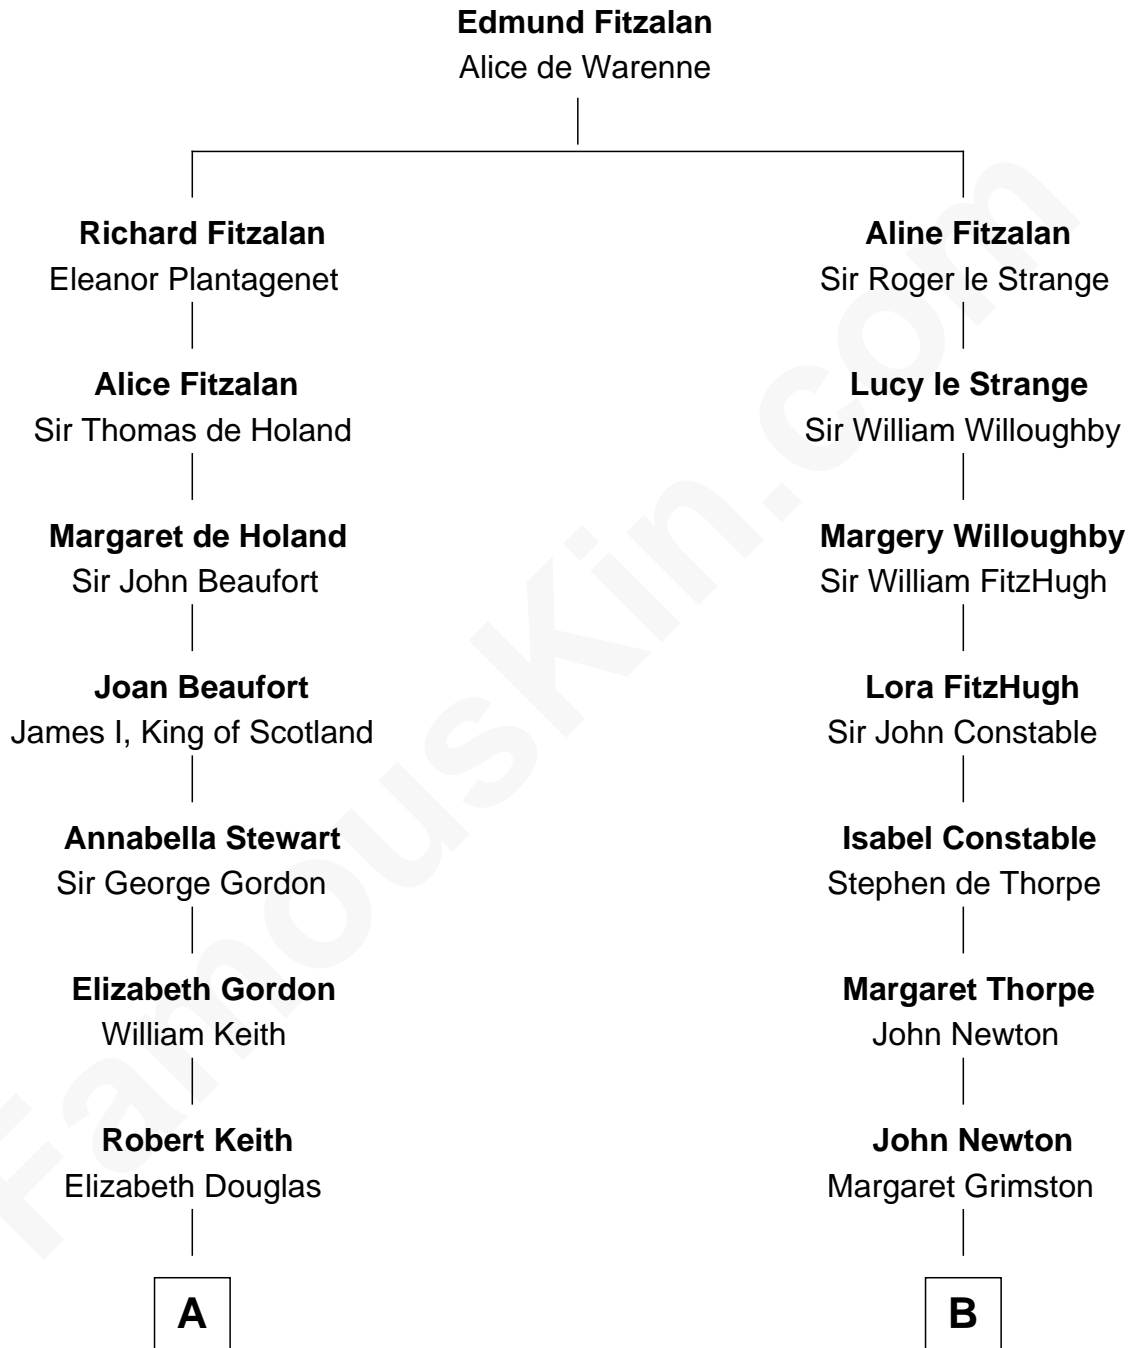 Edmund Fitzalan
Alice de Warenne
Richard Fitzalan
Eleanor Plantagenet
Aline Fitzalan
Sir Roger le Strange
Alice Fitzalan
Sir Thomas de Holand
Lucy le Strange
Sir William Willoughby
Margaret de Holand
Sir John Beaufort
Margery Willoughby
Sir William FitzHugh
Joan Beaufort
James I, King of Scotland
Lora FitzHugh
Sir John Constable
Annabella Stewart
Sir George Gordon
Isabel Constable
Stephen de Thorpe
Elizabeth Gordon
William Keith
Margaret Thorpe
John Newton
Robert Keith
Elizabeth Douglas
John Newton
Margaret Grimston
A
B
FamousKin.com